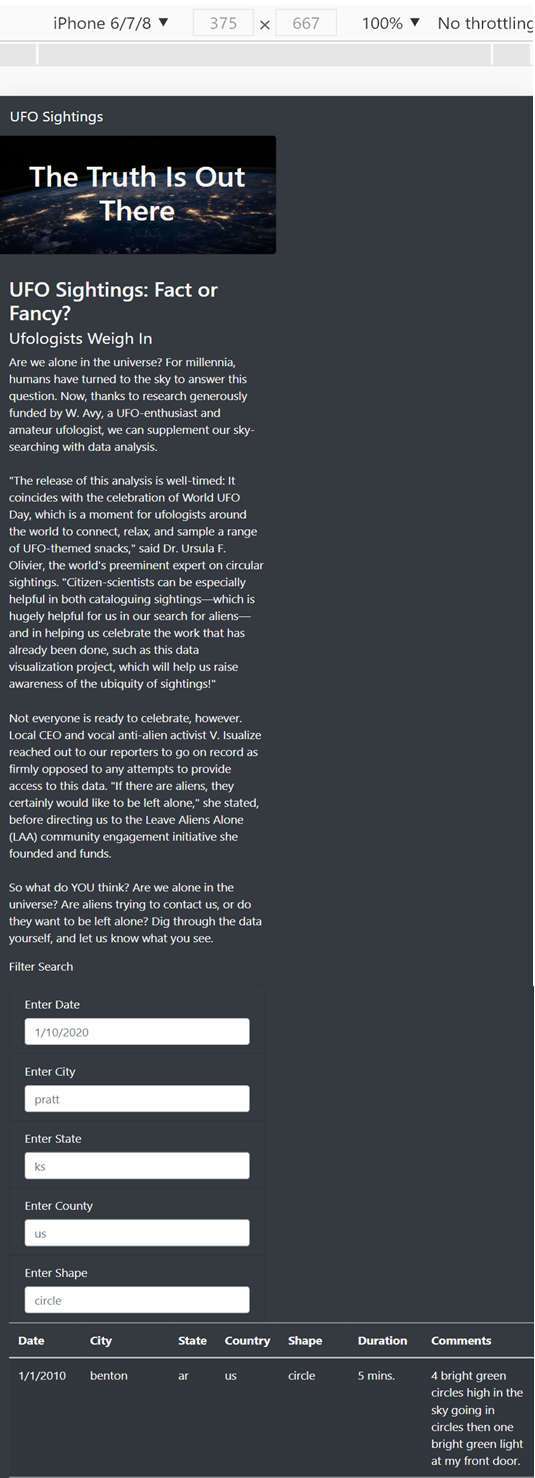 iPhone 6/7/8 ▼ 375 × 667 100% ▼ No throttling
UFO Sightings
The Truth Is Out
There
UFO Sightings: Fact or
Fancy?
Ufologists Weigh In
Are we alone in the universe? For millennia,
humans have turned to the sky to answer this
question. Now, thanks to research generously
funded by W. Avy, a UFO-enthusiast and
amateur ufologist, we can supplement our sky-
searching with data analysis.
"The release of this analysis is well-timed: It
coincides with the celebration of World UFO
Day, which is a moment for ufologists around
the world to connect, relax, and sample a range
of UFO-themed snacks," said Dr. Ursula F.
Olivier, the world's preeminent expert on circular
sightings. "Citizen-scientists can be especially
helpful in both cataloguing sightings—which is
hugely helpful for us in our search for aliens—
and in helping us celebrate the work that has
already been done, such as this data
visualization project, which will help us raise
awareness of the ubiquity of sightings!"
Not everyone is ready to celebrate, however.
Local CEO and vocal anti-alien activist V. Isualize
reached out to our reporters to go on record as
firmly opposed to any attempts to provide
access to this data. "If there are aliens, they
certainly would like to be left alone," she stated,
before directing us to the Leave Aliens Alone
(LAA) community engagement initiative she
founded and funds.
So what do YOU think? Are we alone in the
universe? Are aliens trying to contact us, or do
they want to be left alone? Dig through the data
yourself, and let us know what you see.
Filter Search
Enter Date
1/10/2020
Enter City
pratt
Enter State
ks
Enter County
us
Enter Shape
circle
Date City State Country Shape Duration Comments
1/1/2010 benton ar us circle 5 mins. 4 bright green
circles high in the
sky going in
circles then one
bright green light
at my front door.